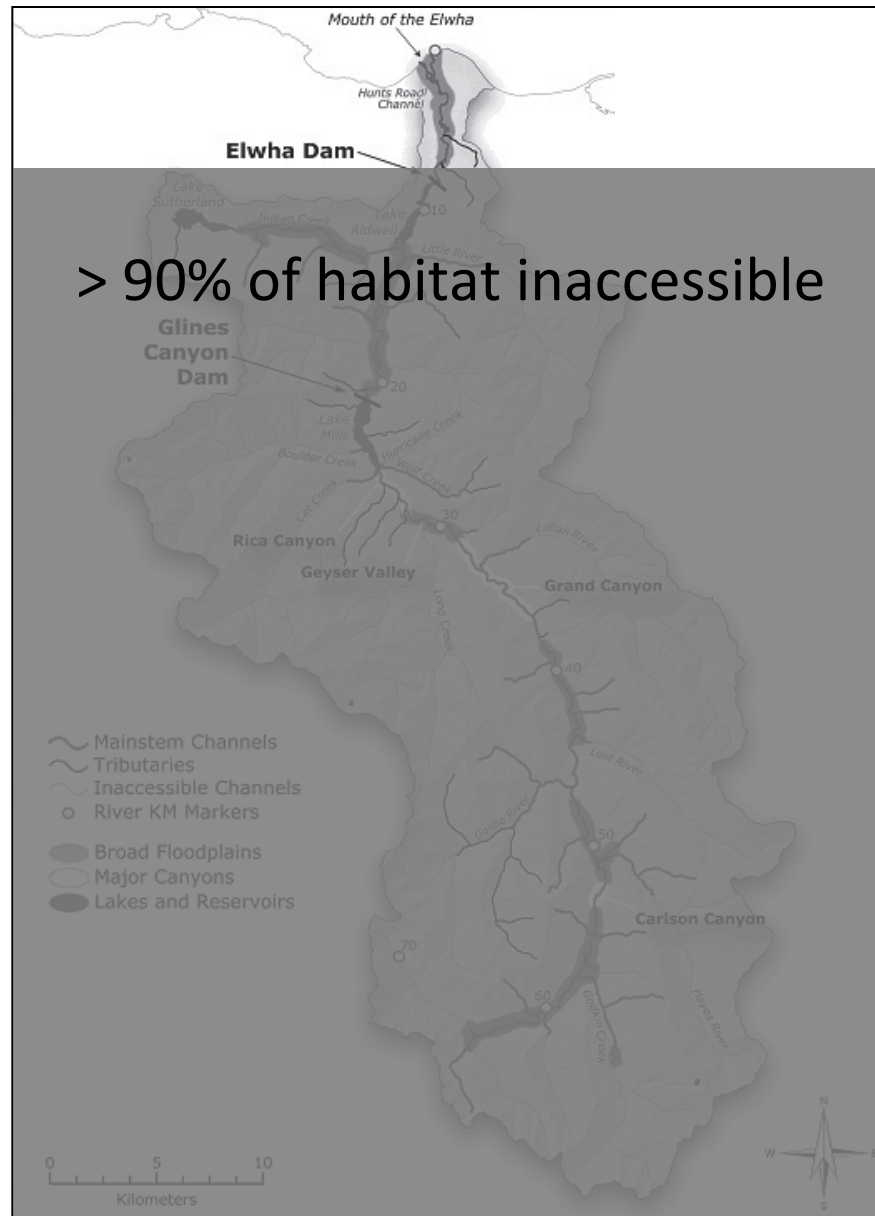 Mouth of the Elwha
Hunts Road
Channel
Elwha Dam
Lake
Sutherland
Indian Creek
Lake
Aldwell
10
Little River
> 90% of habitat inaccessible
Glines
Canyon
Dam
20
Lake
Mills
Hurricane Creek
Boulder Creek
Wolf Creek
Cat Creek
30
Rica Canyon
Lillian River
Geyser Valley
Grand Canyon
Long Creek
40
Mainstem Channels
Tributaries
Inaccessible Channels
River KM Markers
Lost River
Goldie River
50
Broad Floodplains
Major Canyons
Lakes and Reservoirs
Carlson Canyon
70
60
Godkin Creek
Hayes River
N
W
S
0 5 10
Kilometers